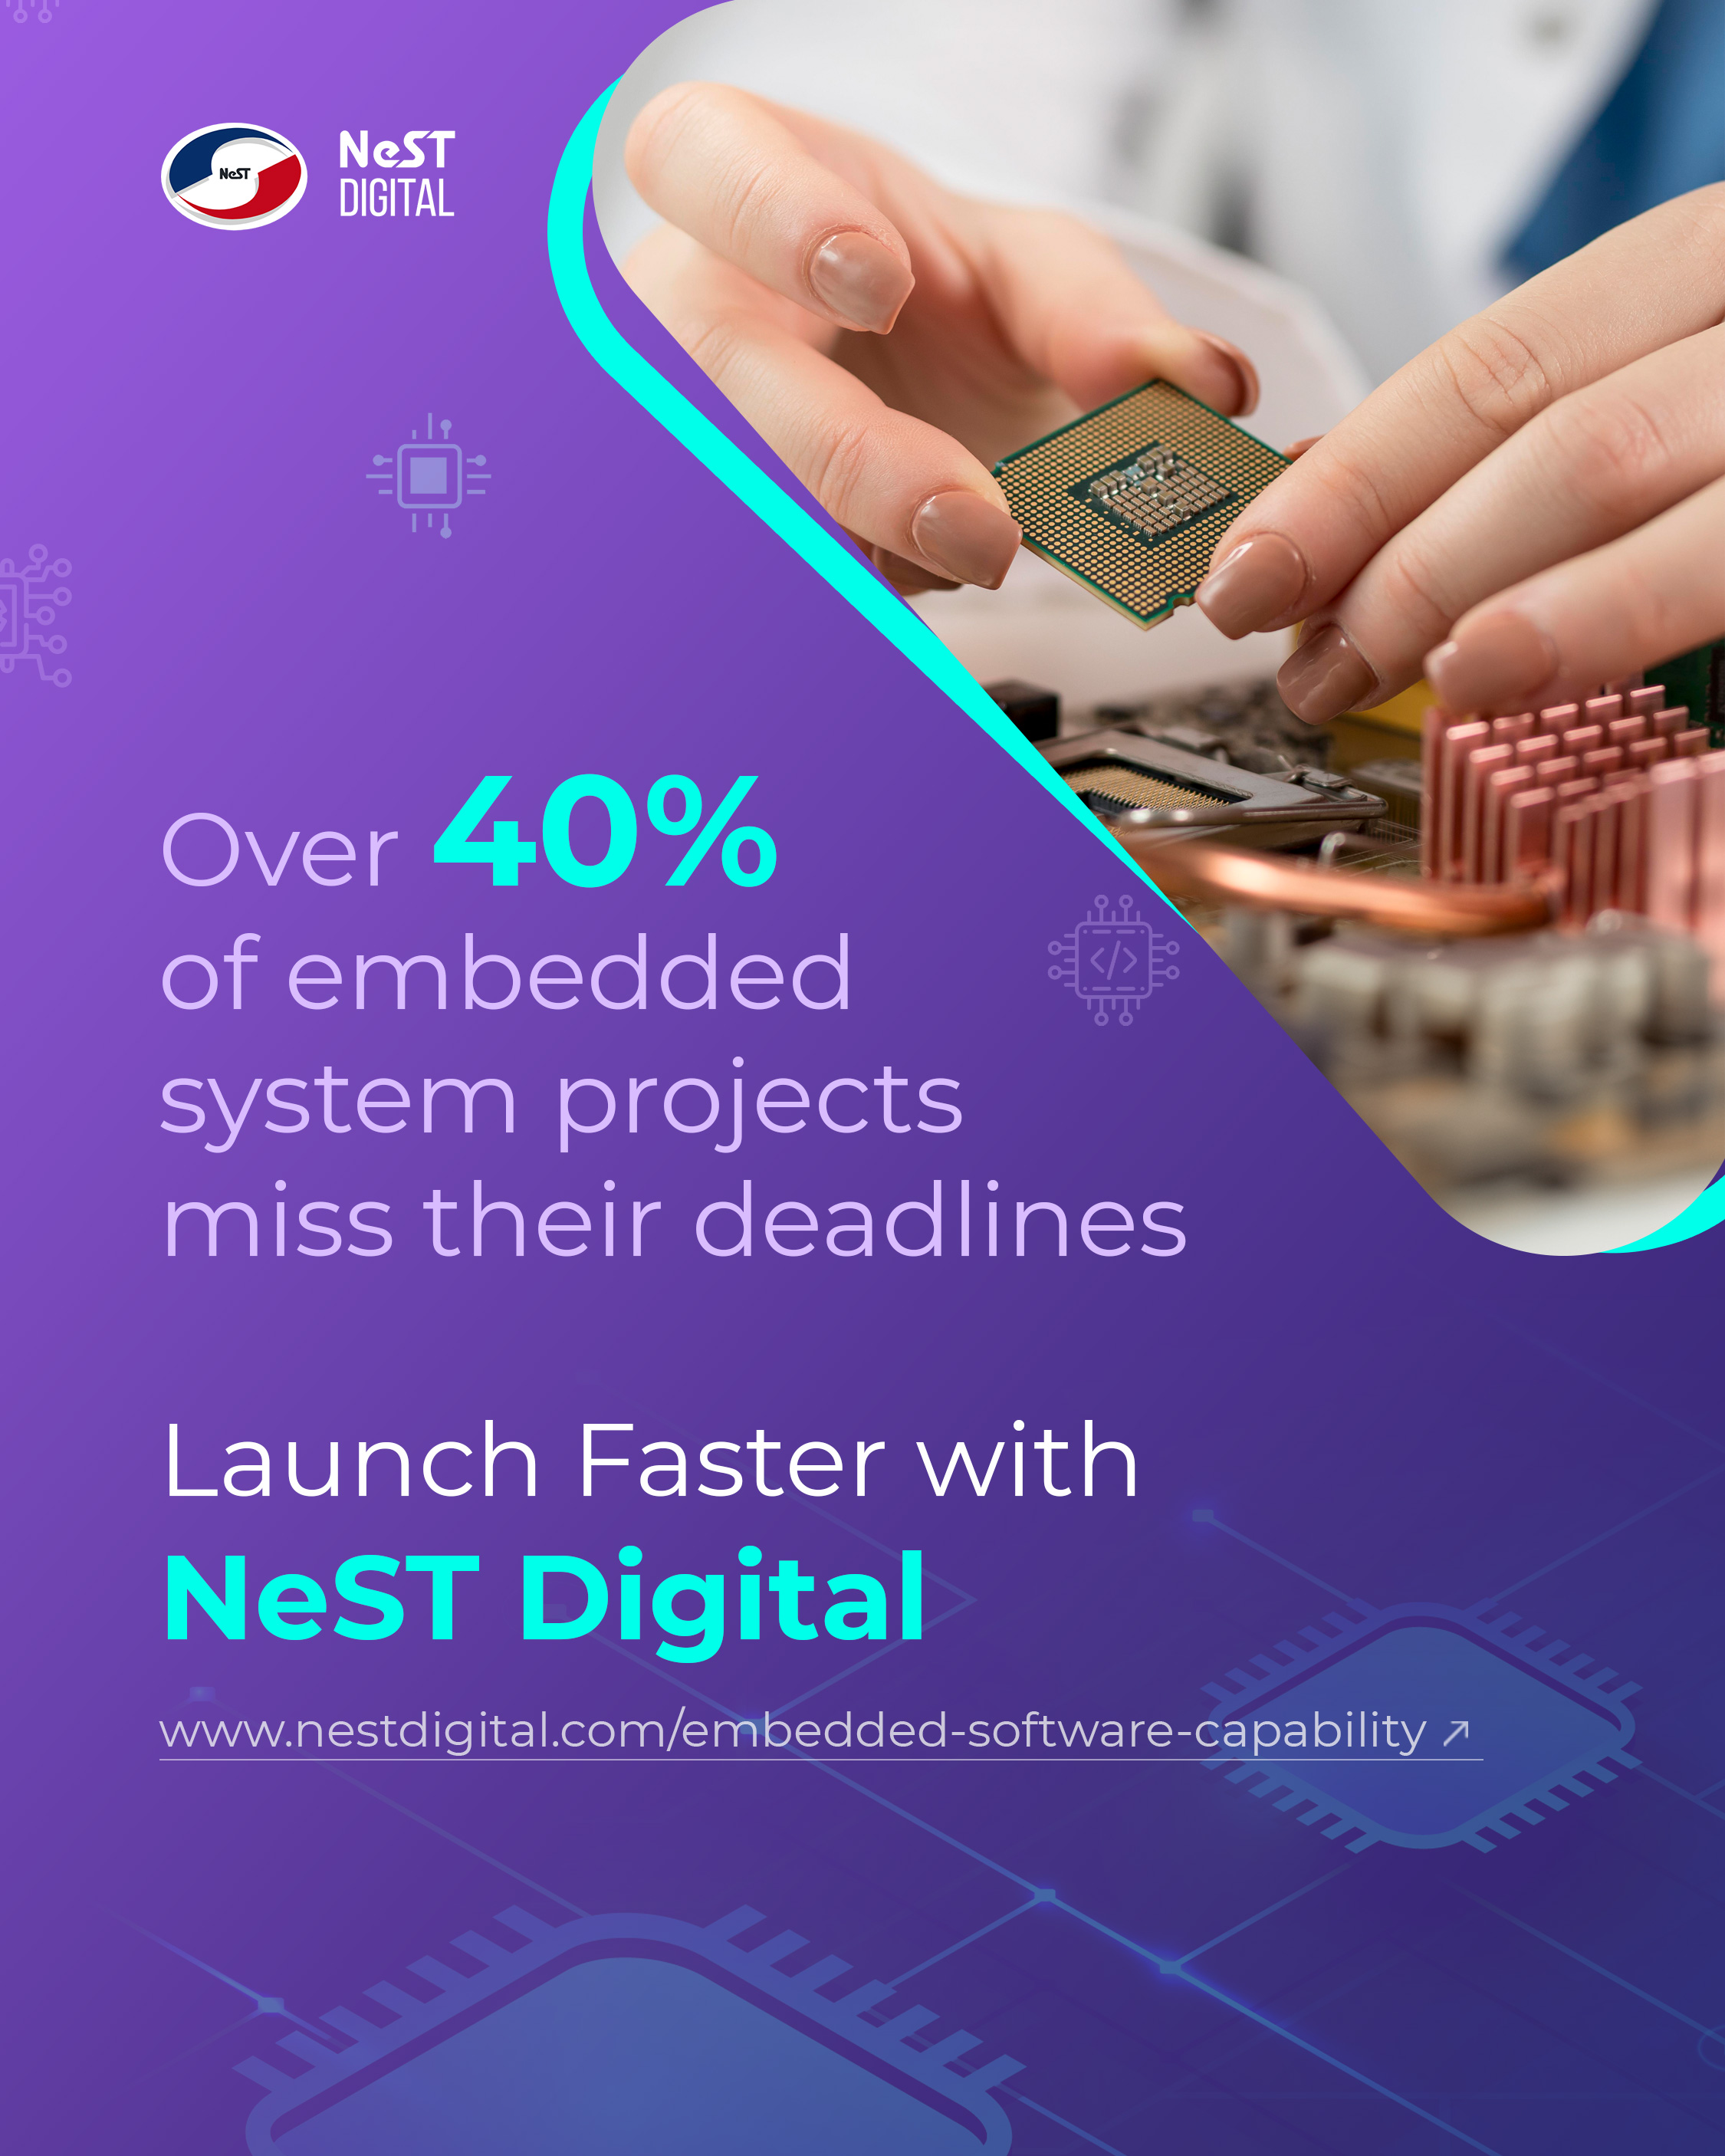 NeST
NeST
DIGITAL
Over 40%
of embedded
system projects
miss their deadlines
Launch Faster with
NeST Digital
www.nestdigital.com/embedded-software-capability ↗